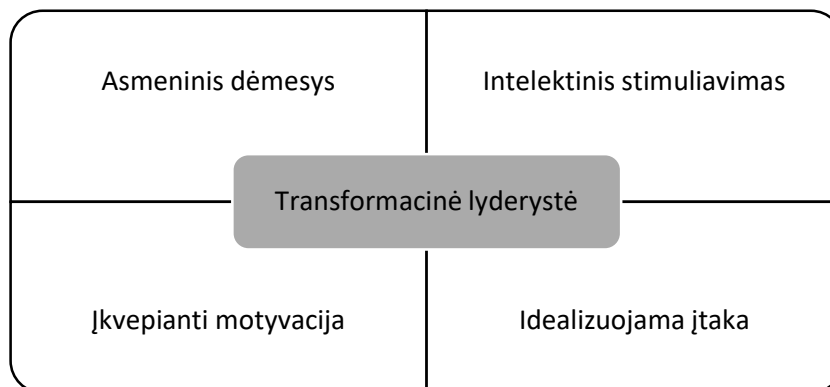 Asmeninis dėmesys
Intelektinis stimuliavimas
Transformacinė lyderystė
Įkvepianti motyvacija
Idealizuojama įtaka